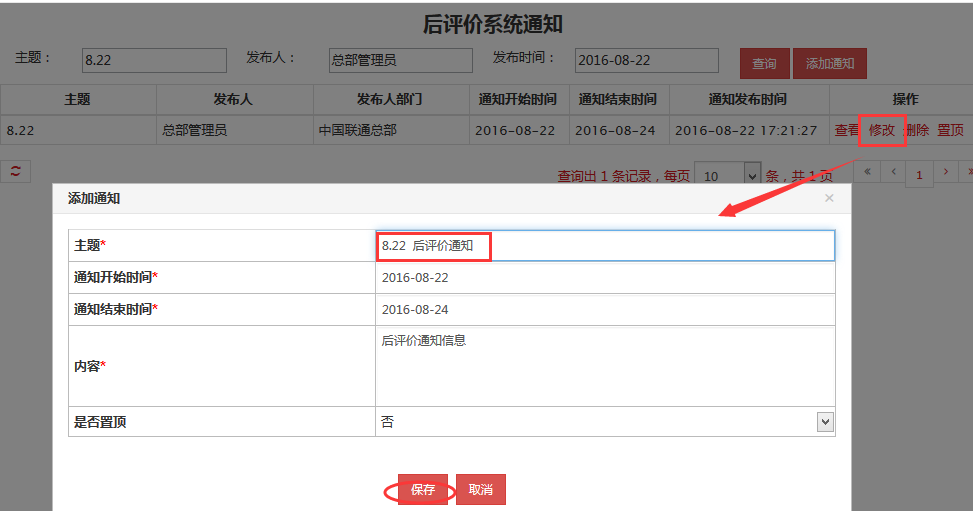 后评价系统通知
主题： 8.22 发布人： 总部管理员 发布时间： 2016-08-22 查询 添加通知
主题 发布人 发布人部门 通知开始时间 通知结束时间 通知发布时间 操作
8.22 总部管理员 中国联通总部 2016-08-22 2016-08-24 2016-08-22 17:21:27 查看 修改 删除 置顶
查询出 1 条记录，每页 10 条，共 1 页 « ‹ 1 › »
添加通知 ×
主题* 8.22 后评价通知
通知开始时间* 2016-08-22
通知结束时间* 2016-08-24
内容* 后评价通知信息
是否置顶 否
保存 取消